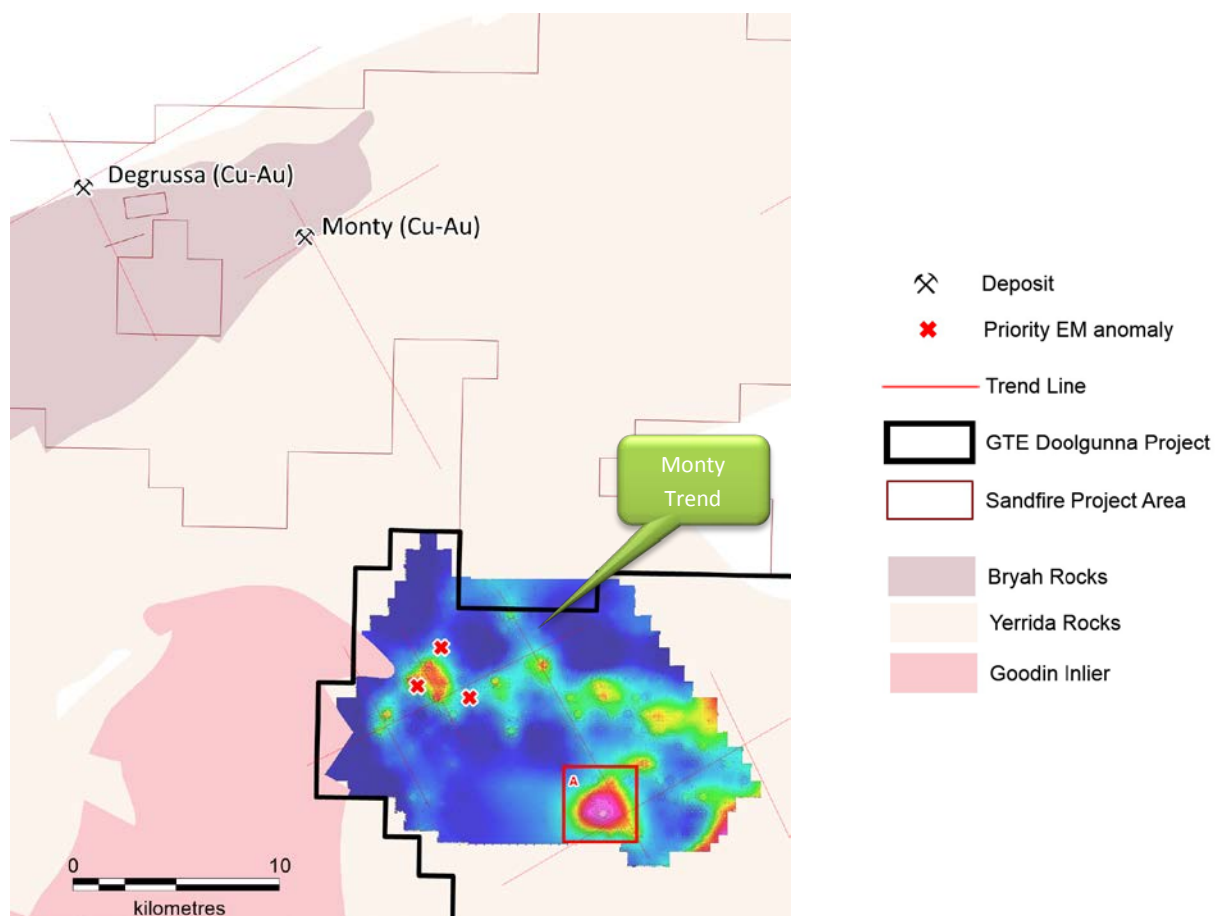 Degrussa (Cu-Au)
Monty (Cu-Au)
Monty
Trend
A
0 10
kilometres
Deposit
Priority EM anomaly
Trend Line
GTE Doolgunna Project
Sandfire Project Area
Bryah Rocks
Yerrida Rocks
Goodin Inlier